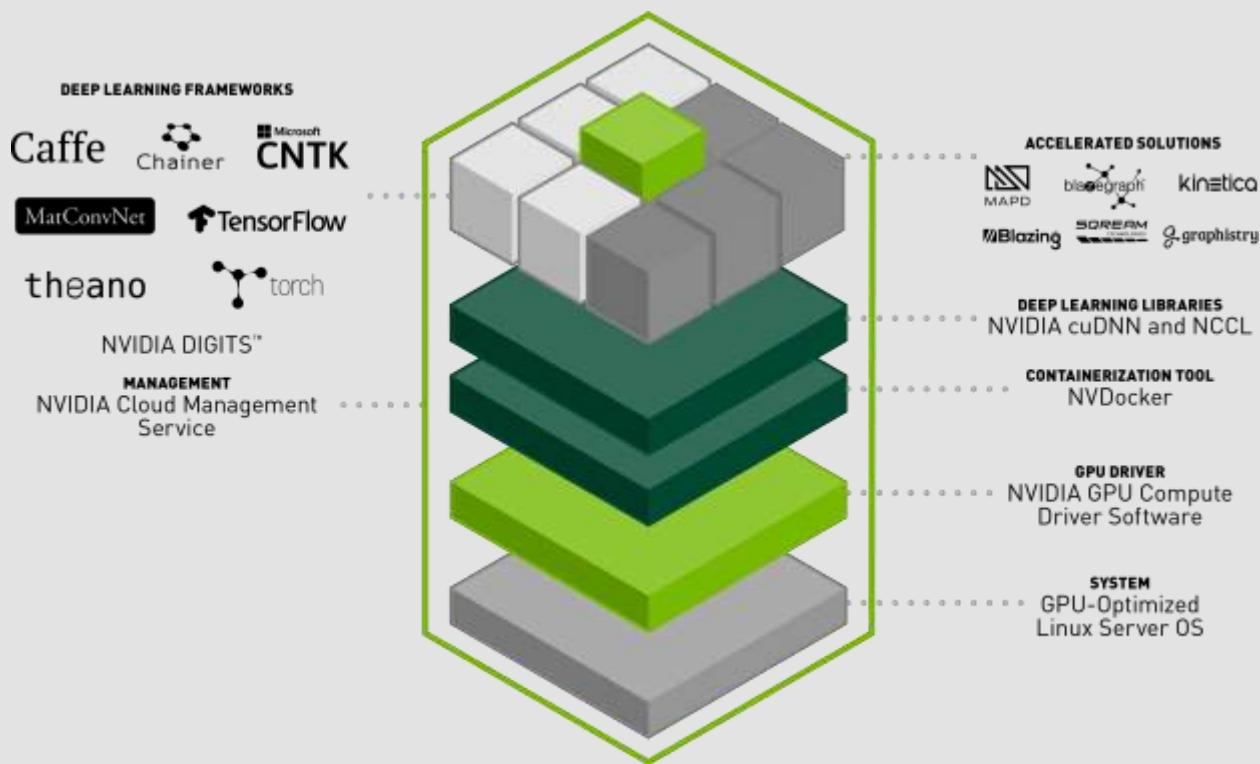 DEEP LEARNING FRAMEWORKS
Caffe
Chainer
Microsoft
CNTK
MatConvNet
TensorFlow
theano
torch
NVIDIA DIGITS™
MANAGEMENT
NVIDIA Cloud Management
Service
ACCELERATED SOLUTIONS
MAPD
blazegraph
kinetica
Blazing
SQREAM
TECHNOLOGIES
graphistry
DEEP LEARNING LIBRARIES
NVIDIA cuDNN and NCCL
CONTAINERIZATION TOOL
NVDocker
GPU DRIVER
NVIDIA GPU Compute
Driver Software
SYSTEM
GPU-Optimized
Linux Server OS